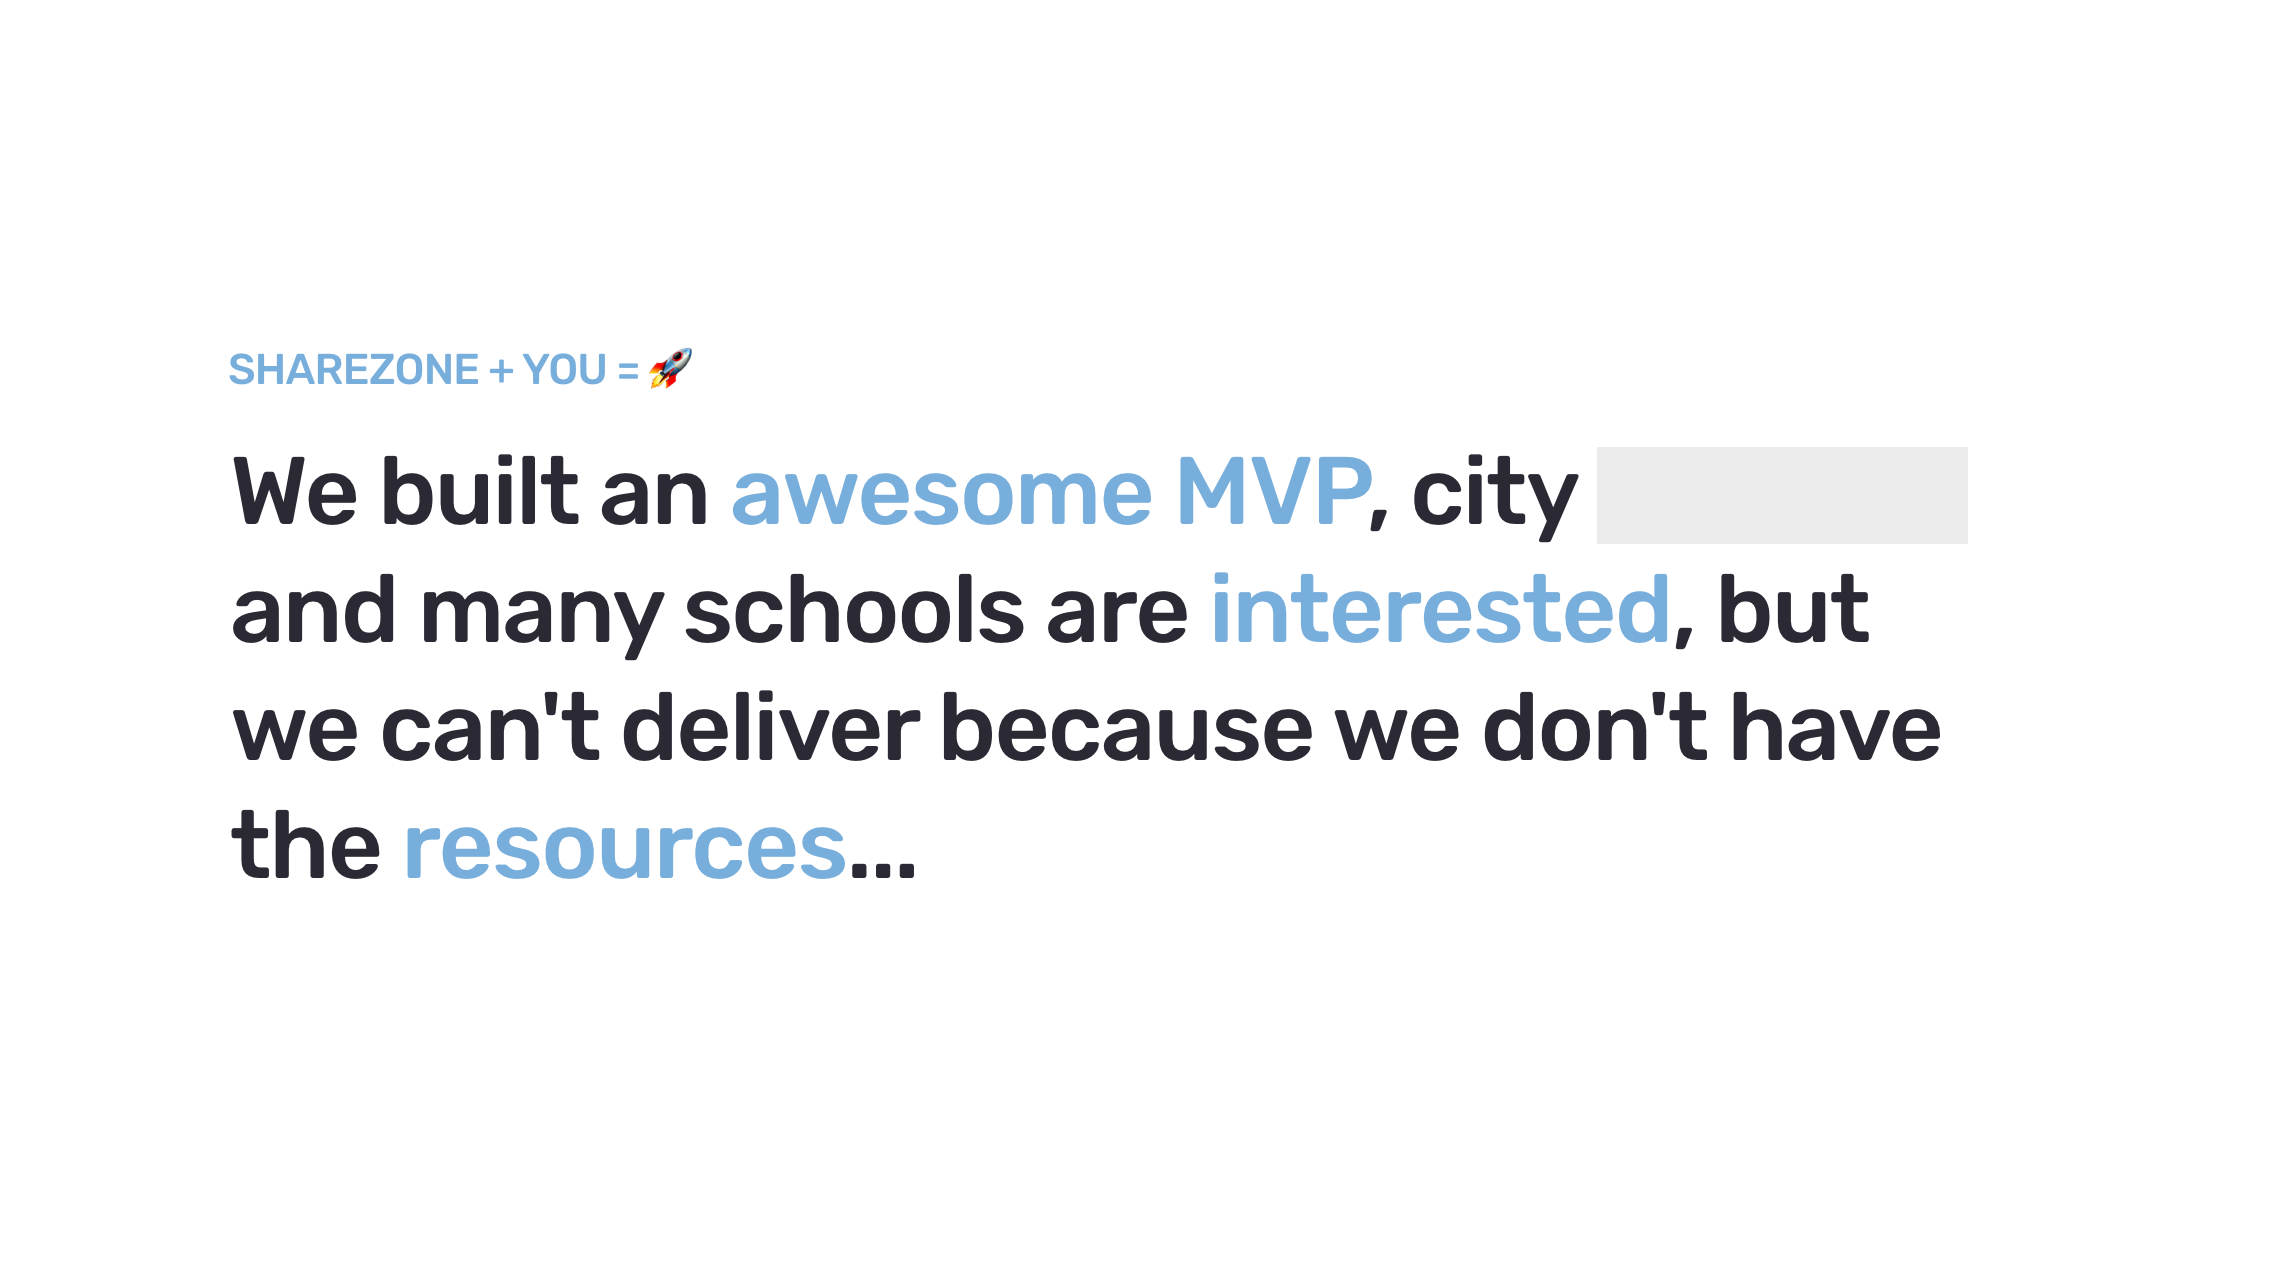 SHAREZONE + YOU = 🚀
We built an awesome MVP, city
and many schools are interested, but
we can't deliver because we don't have
the resources...